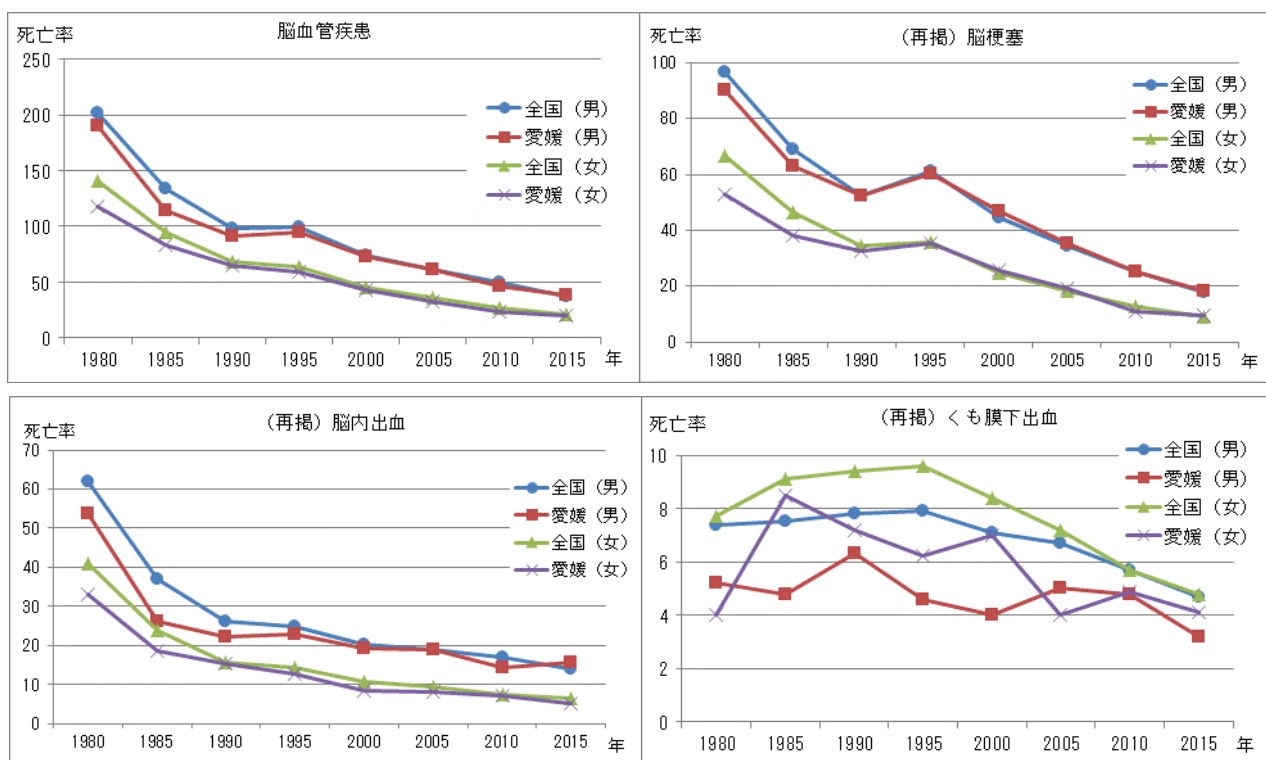 脳血管疾患
死亡率
250
200
150
100
50
0
1980 1985 1990 1995 2000 2005 2010 2015 年
全国（男）
愛媛（男）
全国（女）
愛媛（女）
（再掲）脳梗塞
死亡率
100
80
60
40
20
0
1980 1985 1990 1995 2000 2005 2010 2015 年
全国（男）
愛媛（男）
全国（女）
愛媛（女）
（再掲）脳内出血
死亡率
70
60
50
40
30
20
10
0
1980 1985 1990 1995 2000 2005 2010 2015 年
全国（男）
愛媛（男）
全国（女）
愛媛（女）
（再掲）くも膜下出血
死亡率
10
8
6
4
2
0
1980 1985 1990 1995 2000 2005 2010 2015 年
全国（男）
愛媛（男）
全国（女）
愛媛（女）